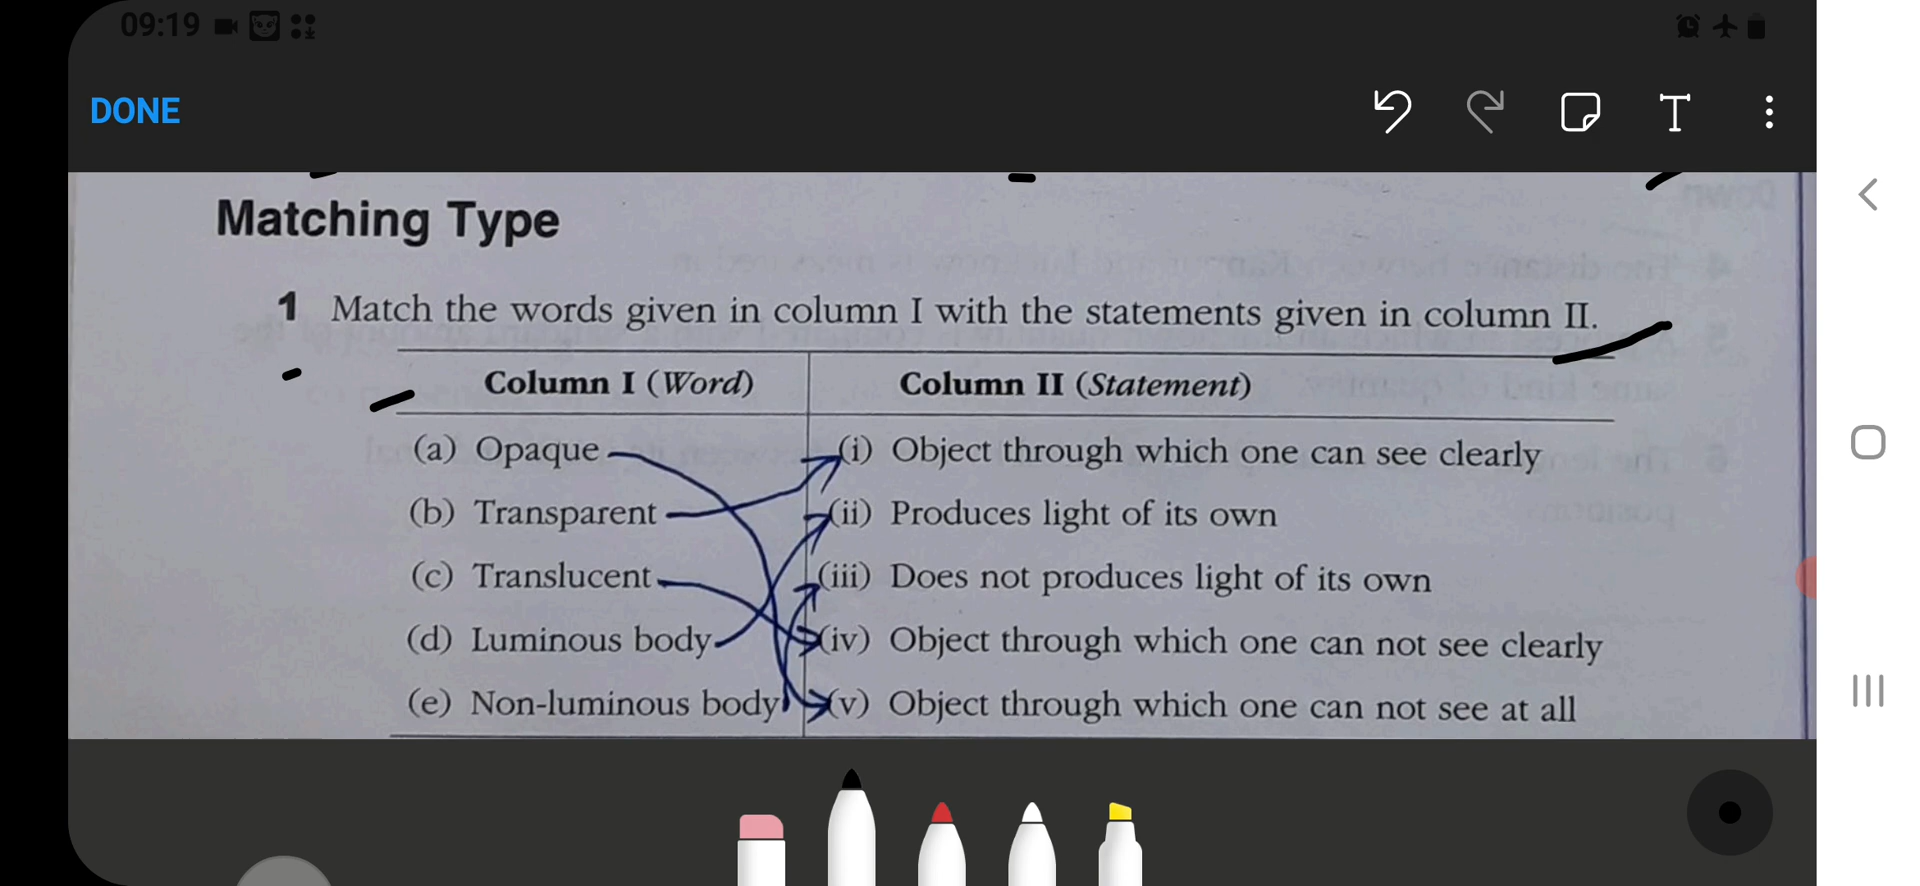 09:19
DONE
T
Matching Type
1 Match the words given in column I with the statements given in column II.
Column I (Word) Column II (Statement)
(a) Opaque (i) Object through which one can see clearly
(b) Transparent (ii) Produces light of its own
(c) Translucent (iii) Does not produces light of its own
(d) Luminous body (iv) Object through which one can not see clearly
(e) Non-luminous body (v) Object through which one can not see at all